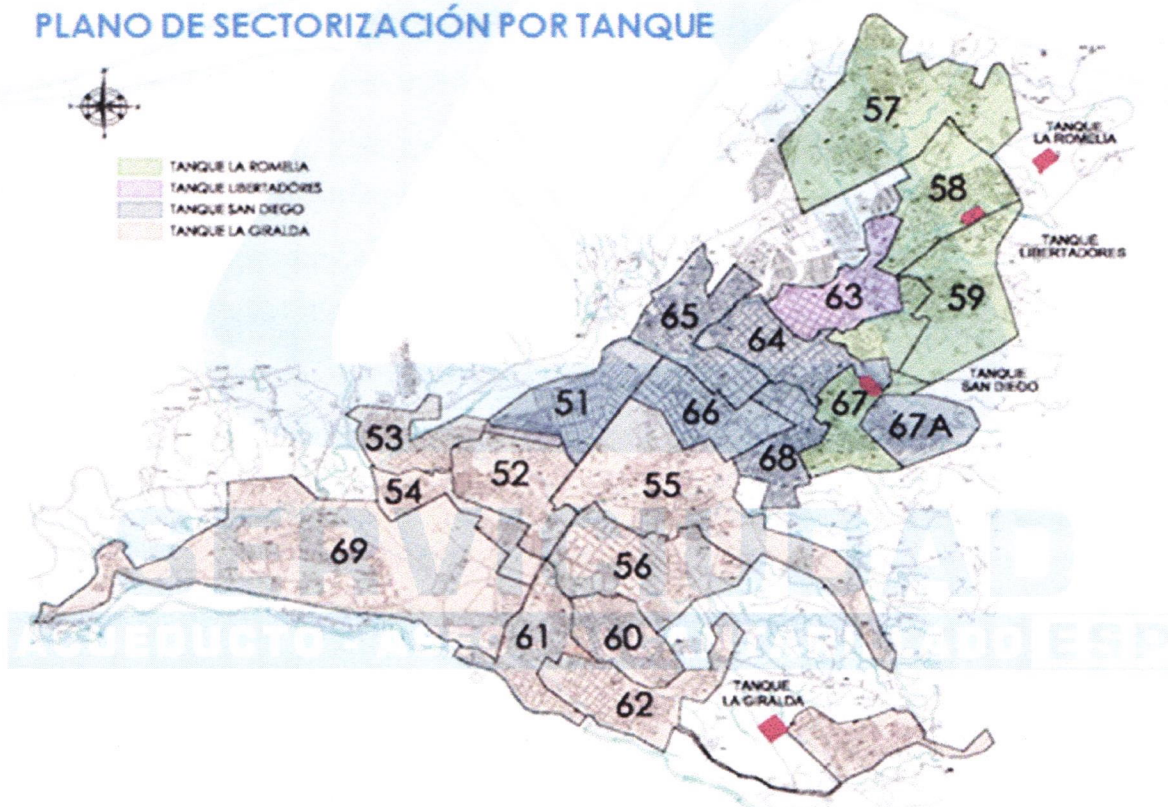 PLANO DE SECTORIZACIÓN POR TANQUE
TANQUE LA ROMELIA
TANQUE LIBERTADORES
TANQUE SAN DIEGO
TANQUE LA GIRALDA
57
TANQUE
LA ROMELIA
58
TANQUE
LIBERTADORES
59
63
65
64
TANQUE
SAN DIEGO
51
66
67
67A
53
68
52
54
55
69
56
61
60
62
TANQUE
LA GIRALDA